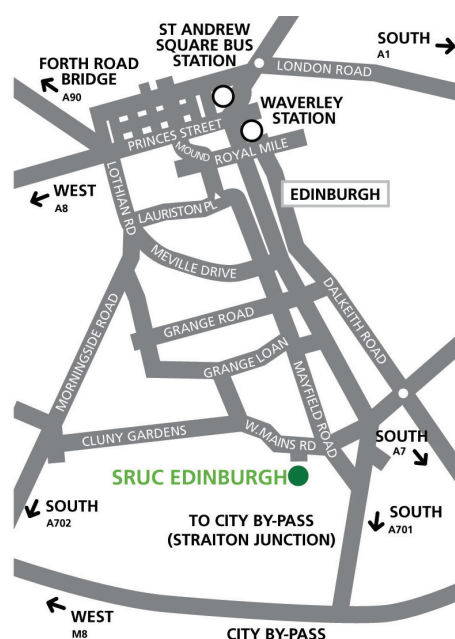 ST ANDREW
SQUARE BUS
STATION
SOUTH
A1
FORTH ROAD
BRIDGE
A90
LONDON ROAD
WAVERLEY
STATION
PRINCES STREET
MOUND
ROYAL MILE
WEST
A8
LOTHIAN RD
LAURISTON PL
EDINBURGH
MEVILLE DRIVE
DALKEITH ROAD
MORNINGSIDE ROAD
GRANGE ROAD
GRANGE LOAN
MAYFIELD ROAD
CLUNY GARDENS
W.MAINS RD
SOUTH
A7
SRUC EDINBURGH
SOUTH
A702
TO CITY BY-PASS
(STRAITON JUNCTION)
SOUTH
A701
WEST
M8
CITY BY-PASS